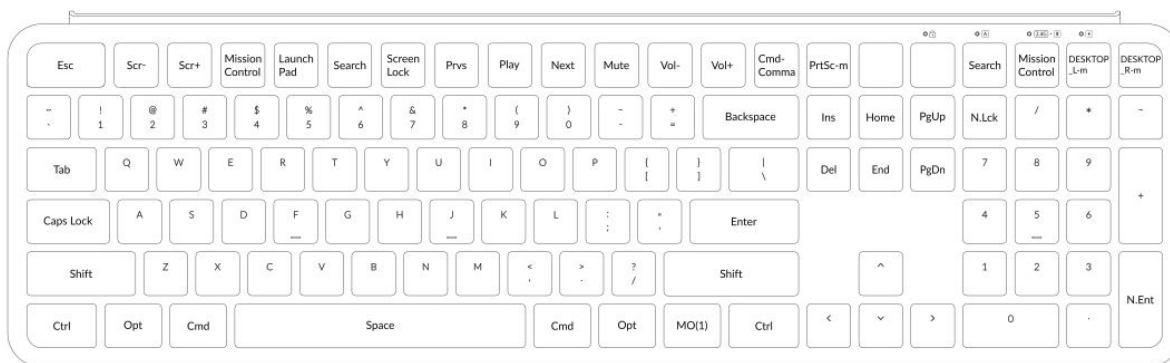 Esc Scr- Scr+ Mission Control Launch Pad Search Screen Lock Prvs Play Next Mute Vol- Vol+ Cmd-Comma PrtSc-m Search Mission Control DESKTOP_L-m DESKTOP_R-m
~ ! @ # $ % ^ & * ( ) - +
` 1 2 3 4 5 6 7 8 9 0 - = Backspace Ins Home PgUp N.Lck / * -
Tab Q W E R T Y U I O P { [ } ] | \ Del End PgDn 7 8 9 +
Caps Lock A S D F G H J K L : ; " ' Enter 4 5 6
Shift Z X C V B N M < , > . ? / Shift ^ 1 2 3 N.Ent
Ctrl Opt Cmd Space Cmd Opt MO(1) Ctrl < ˅ > 0 .